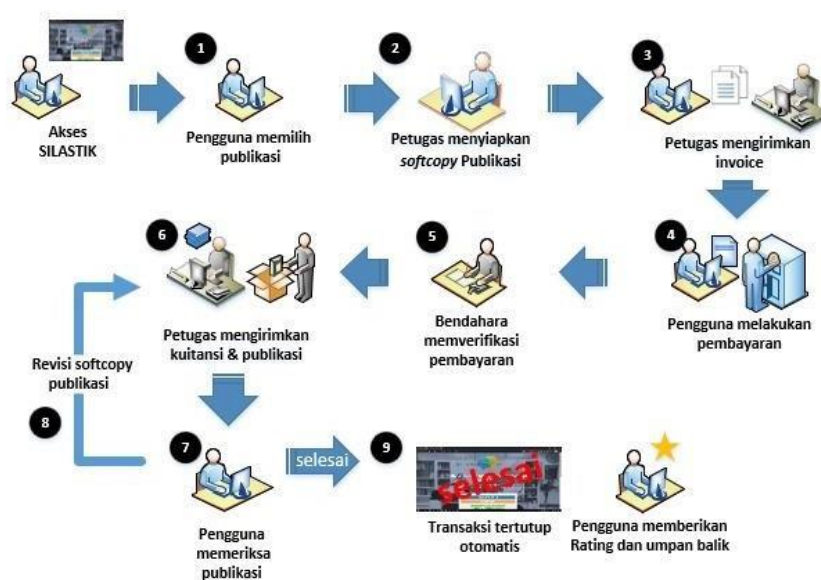 Akses
SILASTIK
1
Pengguna memilih
publikasi
2
Petugas menyiapkan
softcopy Publikasi
3
Petugas mengirimkan
invoice
4
Pengguna melakukan
pembayaran
5
Bendahara
memverifikasi
pembayaran
6
Petugas mengirimkan
kuitansi & publikasi
Revisi softcopy
publikasi
8
7
Pengguna
memeriksa
publikasi
selesai
9
selesai
Transaksi tertutup
otomatis
Pengguna memberikan
Rating dan umpan balik